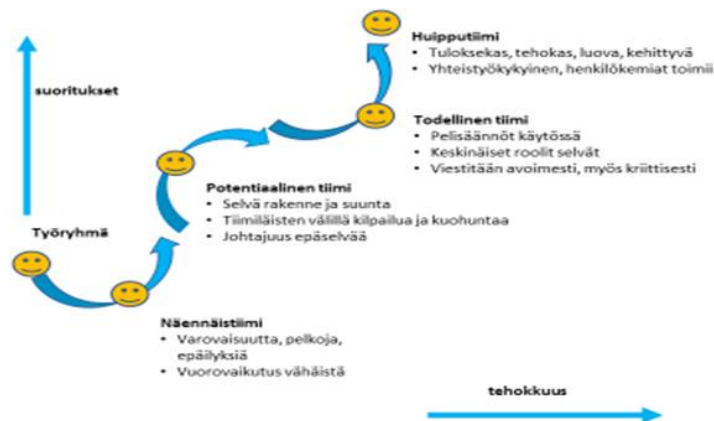 Huipputiimi
• Tuloksekas, tehokas, luova, kehittyvä
• Yhteistyökykyinen, henkilökemiat toimii
suoritukset
Todellinen tiimi
• Pelisäännöt käytössä
• Keskinäiset roolit selvät
• Viestitään avoimesti, myös kriittisesti
Potentiaalinen tiimi
• Selvä rakenne ja suunta
• Tiimiläisten välillä kilpailua ja kuohuntaa
• Johtajuus epäselvää
Työryhmä
Näennäistiimi
• Varovaisuutta, pelkoja,
epäilyksiä
• Vuorovaikutus vähäistä
tehokkuus